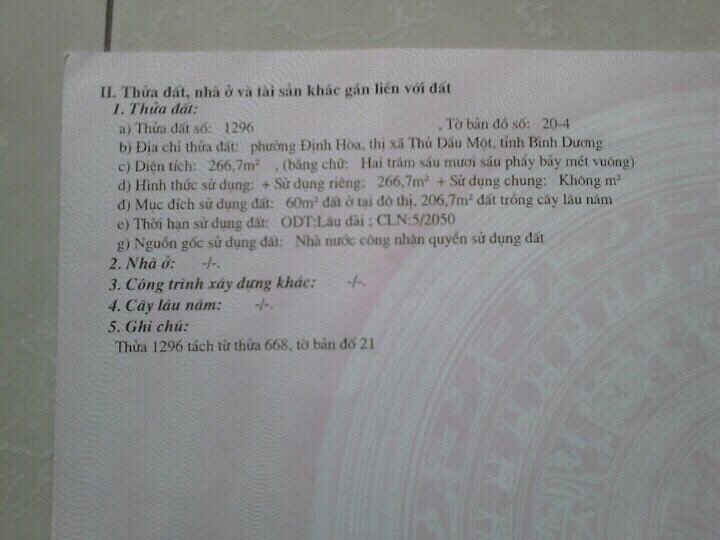 II. Thửa đất, nhà ở và tài sản khác gắn liền với đất
1. Thửa đất:
a) Thửa đất số: 1296 , Tờ bản đồ số: 20-4
b) Địa chỉ thửa đất: phường Định Hòa, thị xã Thủ Dầu Một, tỉnh Bình Dương
c) Diện tích: 266,7m² , (bằng chữ: Hai trăm sáu mươi sáu phẩy bảy mét vuông)
d) Hình thức sử dụng: + Sử dụng riêng: 266,7m² + Sử dụng chung: Không m²
đ) Mục đích sử dụng đất: 60m² đất ở tại đô thị, 206,7m² đất trồng cây lâu năm
e) Thời hạn sử dụng đất: ODT:Lâu dài ; CLN:5/2050
g) Nguồn gốc sử dụng đất: Nhà nước công nhận quyền sử dụng đất
2. Nhà ở: -/-.
3. Công trình xây dựng khác: -/-.
4. Cây lâu năm: -/-.
5. Ghi chú:
Thửa 1296 tách từ thửa 668, tờ bản đồ 21